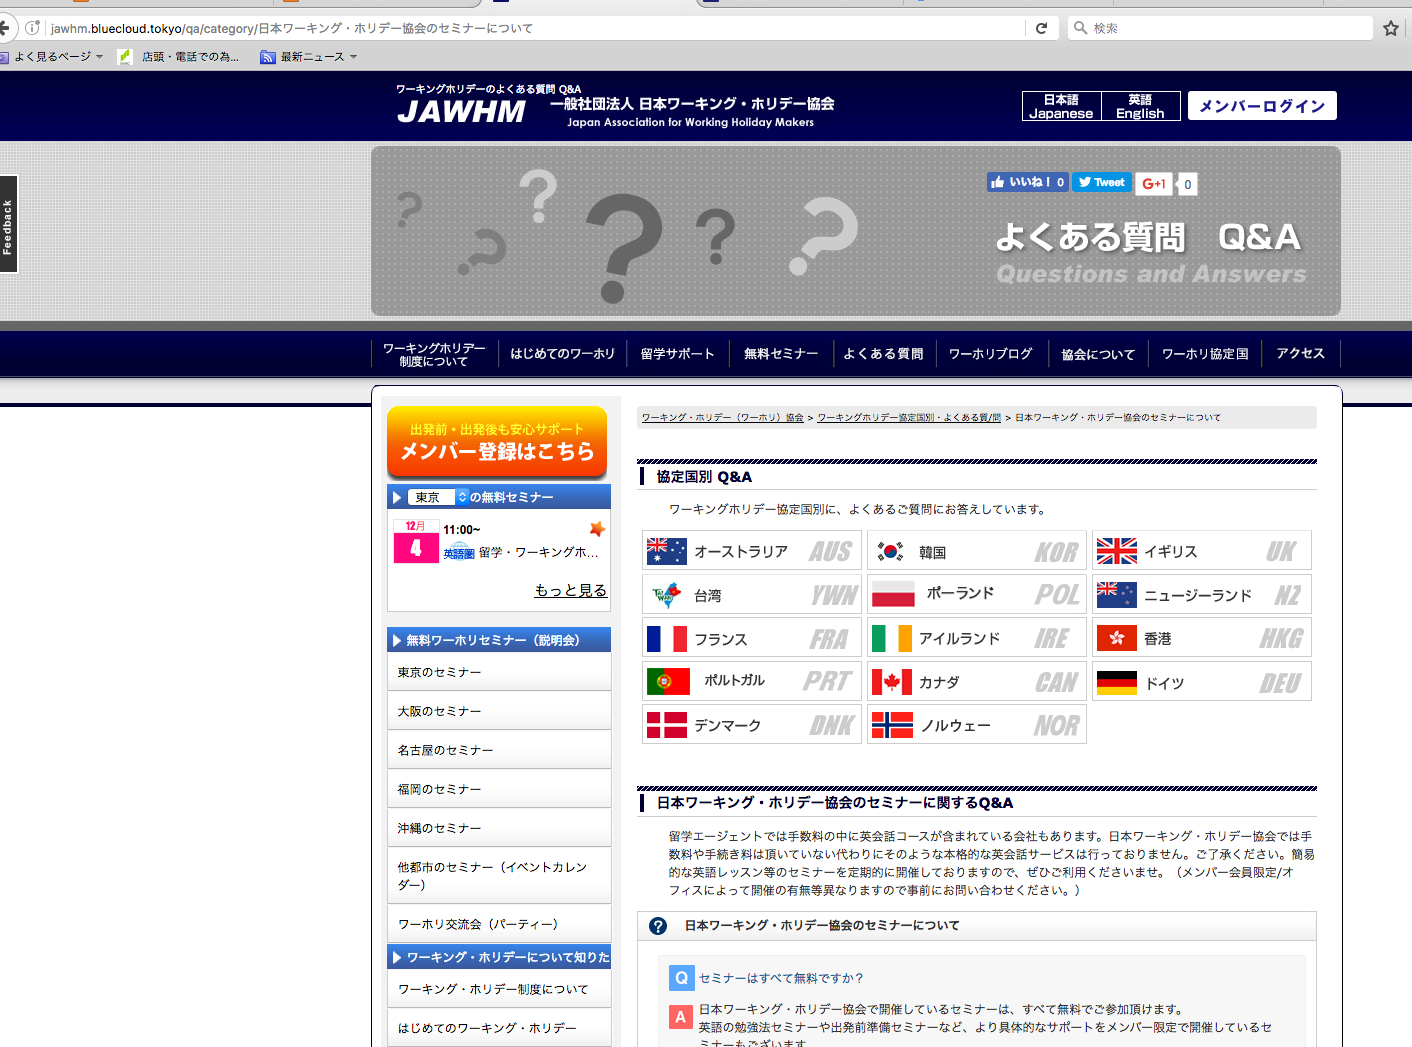 jawhm.bluecloud.tokyo/qa/category/日本ワーキング・ホリデー協会のセミナーについて
検索
よく見るページ
店頭・電話での為...
最新ニュース
ワーキングホリデーのよくある質問 Q&A
JAWHM
一般社団法人 日本ワーキング・ホリデー協会
Japan Association for Working Holiday Makers
日本語
Japanese
英語
English
メンバーログイン
Feedback
いいね！ 0
Tweet
G+1
0
よくある質問 Q&A
Questions and Answers
ワーキングホリデー
制度について
はじめてのワーホリ
留学サポート
無料セミナー
よくある質問
ワーホリブログ
協会について
ワーホリ協定国
アクセス
出発前・出発後も安心サポート
メンバー登録はこちら
東京 の無料セミナー
12月
4
11:00~
英語圏 留学・ワーキングホ...
もっと見る
無料ワーホリセミナー（説明会）
東京のセミナー
大阪のセミナー
名古屋のセミナー
福岡のセミナー
沖縄のセミナー
他都市のセミナー（イベントカレン
ダー）
ワーホリ交流会（パーティー）
ワーキング・ホリデーについて知りた
ワーキング・ホリデー制度について
はじめてのワーキング・ホリデー
ワーキング・ホリデー（ワーホリ）協会 > ワーキングホリデー協定国別・よくある質/問 > 日本ワーキング・ホリデー協会のセミナーについて
協定国別 Q&A
ワーキングホリデー協定国別に、よくあるご質問にお答えしています。
オーストラリア AUS
韓国 KOR
イギリス UK
台湾 YWN
ポーランド POL
ニュージーランド NZ
フランス FRA
アイルランド IRE
香港 HKG
ポルトガル PRT
カナダ CAN
ドイツ DEU
デンマーク DNK
ノルウェー NOR
日本ワーキング・ホリデー協会のセミナーに関するQ&A
留学エージェントでは手数料の中に英会話コースが含まれている会社もあります。日本ワーキング・ホリデー協会では手
数料や手続き料は頂いていない代わりにそのような本格的な英会話サービスは行っておりません。ご了承ください。簡易
的な英語レッスン等のセミナーを定期的に開催しておりますので、ぜひご利用くださいませ。（メンバー会員限定/オ
フィスによって開催の有無等異なりますので事前にお問い合わせください。）
日本ワーキング・ホリデー協会のセミナーについて
Q セミナーはすべて無料ですか？
A 日本ワーキング・ホリデー協会で開催しているセミナーは、すべて無料でご参加頂けます。
英語の勉強法セミナーや出発前準備セミナーなど、より具体的なサポートをメンバー限定で開催しているセ
ミナーもございます